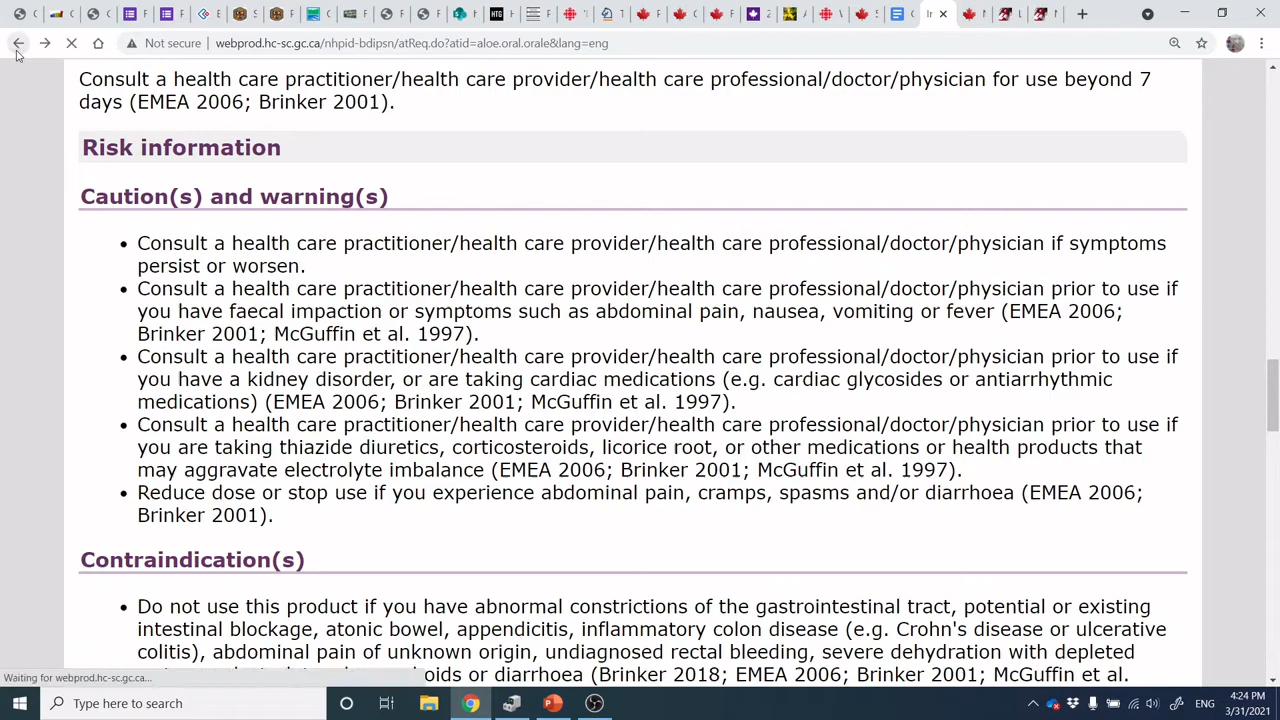 Not secure
webprod.hc-sc.gc.ca/nhpid-bdipsn/atReq.do?atid=aloe.oral.orale&lang=eng
Consult a health care practitioner/health care provider/health care professional/doctor/physician for use beyond 7
days (EMEA 2006; Brinker 2001).
Risk information
Caution(s) and warning(s)
Consult a health care practitioner/health care provider/health care professional/doctor/physician if symptoms
persist or worsen.
Consult a health care practitioner/health care provider/health care professional/doctor/physician prior to use if
you have faecal impaction or symptoms such as abdominal pain, nausea, vomiting or fever (EMEA 2006;
Brinker 2001; McGuffin et al. 1997).
Consult a health care practitioner/health care provider/health care professional/doctor/physician prior to use if
you have a kidney disorder, or are taking cardiac medications (e.g. cardiac glycosides or antiarrhythmic
medications) (EMEA 2006; Brinker 2001; McGuffin et al. 1997).
Consult a health care practitioner/health care provider/health care professional/doctor/physician prior to use if
you are taking thiazide diuretics, corticosteroids, licorice root, or other medications or health products that
may aggravate electrolyte imbalance (EMEA 2006; Brinker 2001; McGuffin et al. 1997).
Reduce dose or stop use if you experience abdominal pain, cramps, spasms and/or diarrhoea (EMEA 2006;
Brinker 2001).
Contraindication(s)
Do not use this product if you have abnormal constrictions of the gastrointestinal tract, potential or existing
intestinal blockage, atonic bowel, appendicitis, inflammatory colon disease (e.g. Crohn's disease or ulcerative
colitis), abdominal pain of unknown origin, undiagnosed rectal bleeding, severe dehydration with depleted
oids or diarrhoea (Brinker 2018; EMEA 2006; Brinker 2001; McGuffin et al.
Waiting for webprod.hc-sc.gc.ca...
Type here to search
ENG
4:24 PM
3/31/2021